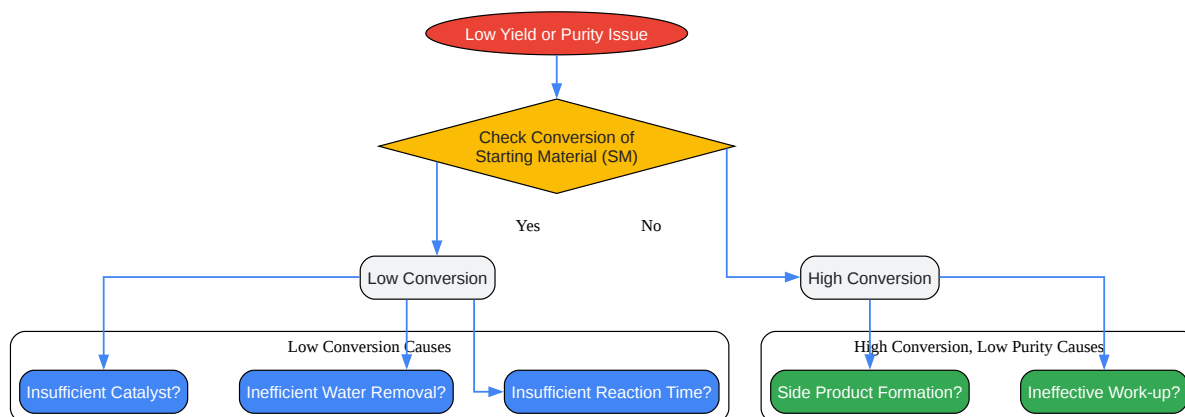 Low Yield or Purity Issue
Check Conversion of
Starting Material (SM)
Yes
No
Low Conversion
High Conversion
Low Conversion Causes
High Conversion, Low Purity Causes
Insufficient Catalyst?
Inefficient Water Removal?
Insufficient Reaction Time?
Side Product Formation?
Ineffective Work-up?